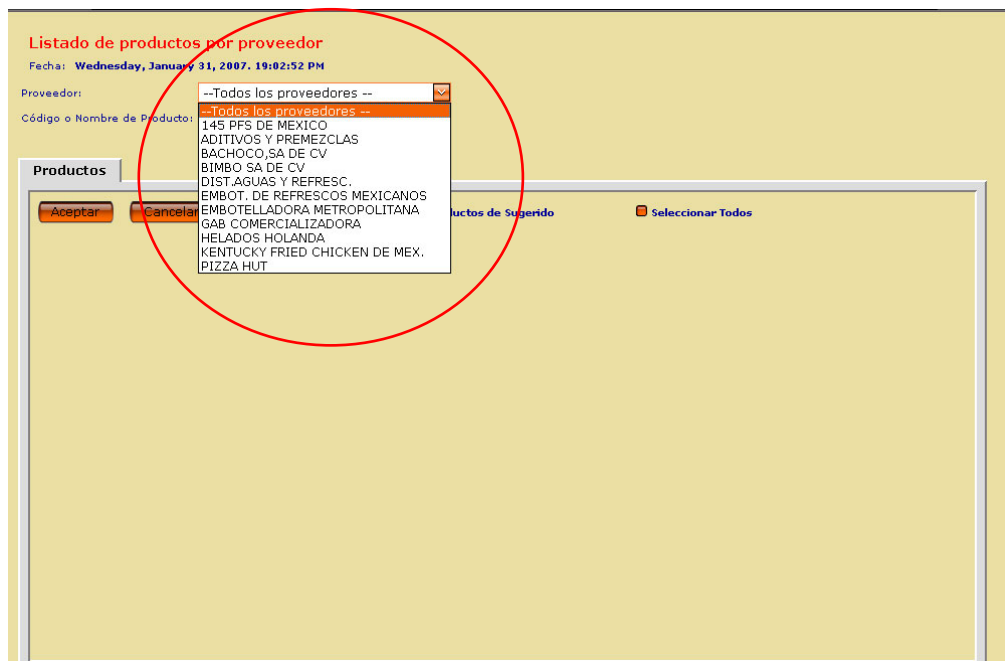 Listado de productos por proveedor
Fecha: Wednesday, January 31, 2007. 19:02:52 PM
Proveedor: --Todos los proveedores --
--Todos los proveedores --
Código o Nombre de Producto:
145 PFS DE MEXICO
ADITIVOS Y PREMEZCLAS
BACHOCO,SA DE CV
BIMBO SA DE CV
DIST.AGUAS Y REFRESC.
EMBOT. DE REFRESCOS MEXICANOS
EMBOTELLADORA METROPOLITANA
GAB COMERCIALIZADORA
HELADOS HOLANDA
KENTUCKY FRIED CHICKEN DE MEX.
PIZZA HUT
Productos
Aceptar Cancelar ductos de Sugerido Seleccionar Todos